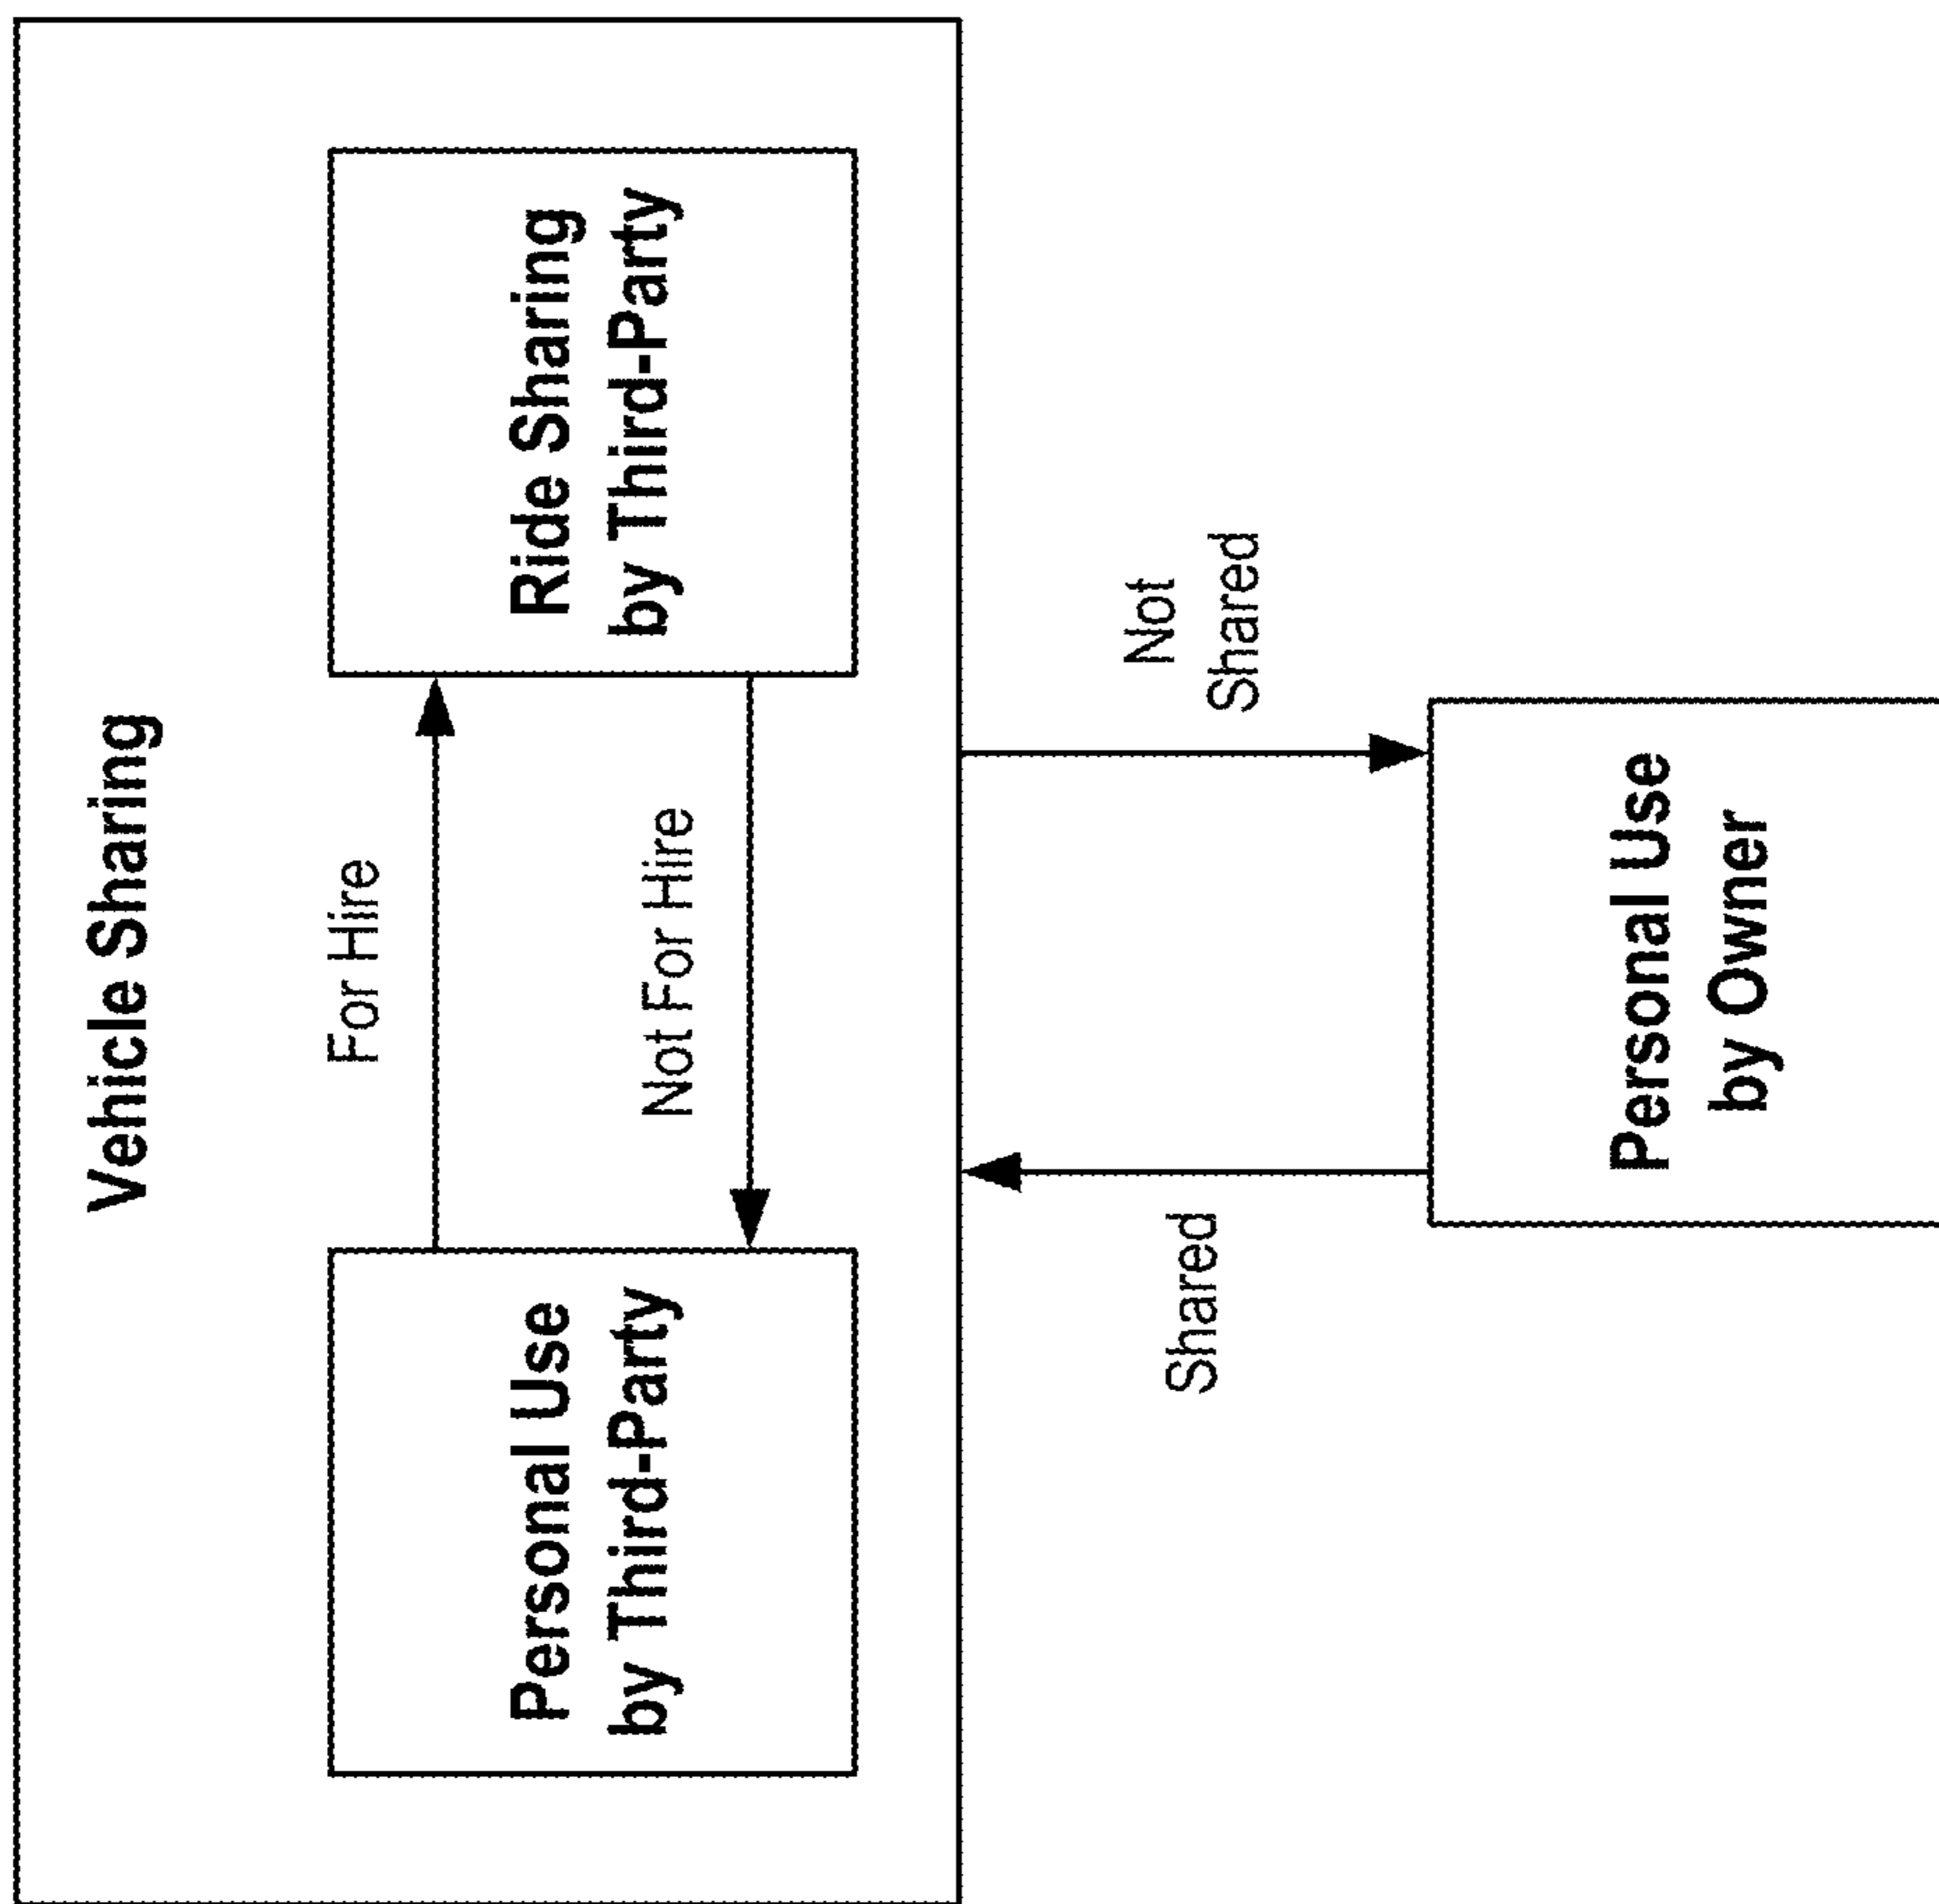 Vehicle Sharing
For Hire
Personal Use
by Third-Party
Ride Sharing
by Third-Party
Not For Hire
Shared
Not
Shared
Personal Use
by Owner